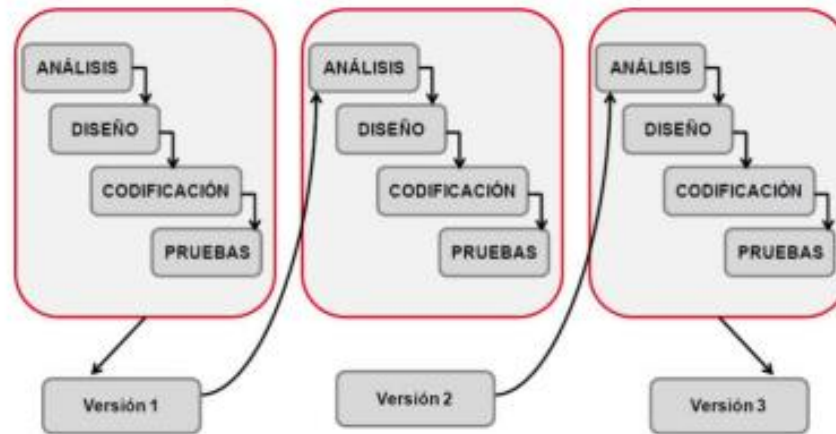 ANÁLISIS
DISEÑO
CODIFICACIÓN
PRUEBAS
Versión 1
ANÁLISIS
DISEÑO
CODIFICACIÓN
PRUEBAS
Versión 2
ANÁLISIS
DISEÑO
CODIFICACIÓN
PRUEBAS
Versión 3